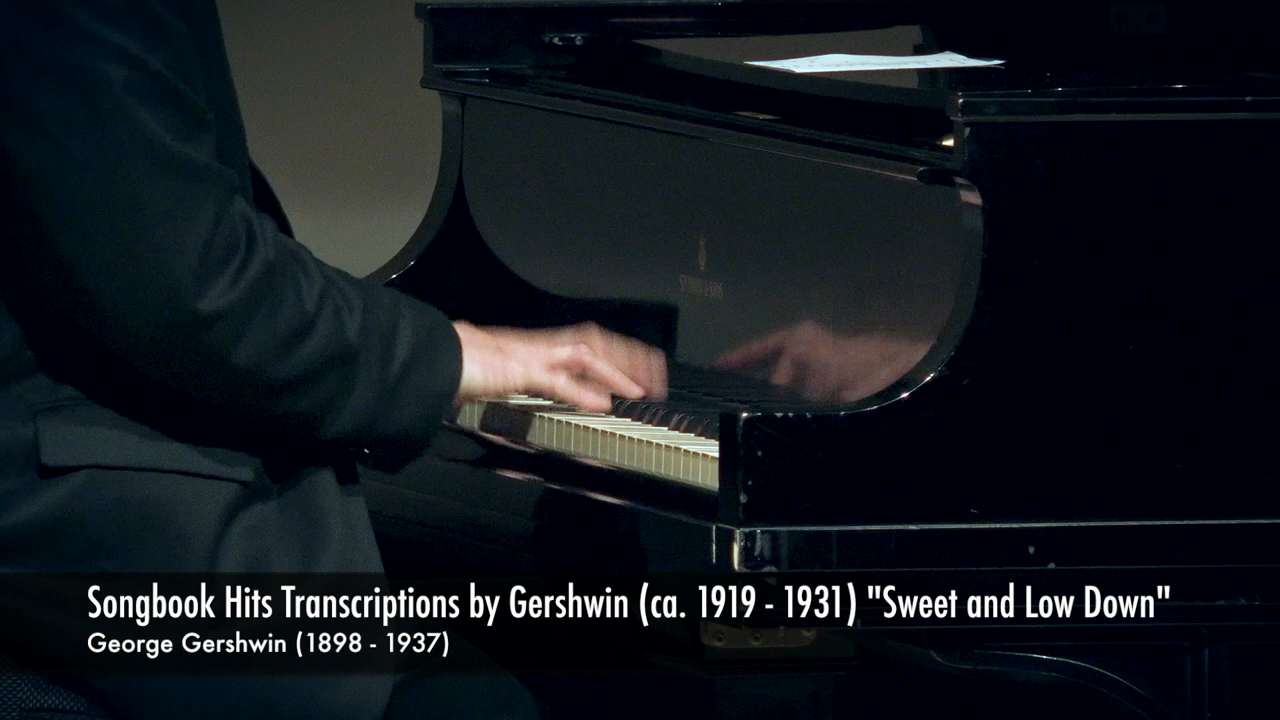 Songbook Hits Transcriptions by Gershwin (ca. 1919 - 1931) "Sweet and Low Down"
George Gershwin (1898 - 1937)